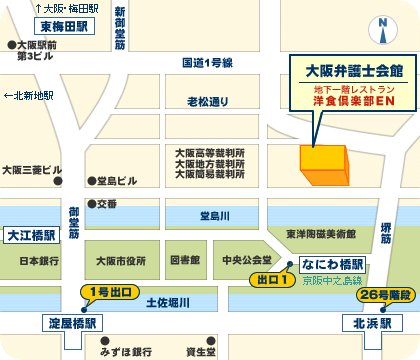 ↑大阪・梅田駅
東梅田駅
新御堂筋
N
大阪駅前
第3ビル
国道1号線
大阪弁護士会館
地下一階レストラン
洋食倶楽部EN
←北新地駅
老松通り
大阪高等裁判所
大阪地方裁判所
大阪簡易裁判所
大阪三菱ビル
堂島ビル
交番
御堂筋
堂島川
堺筋
大江橋駅
東洋陶磁美術館
日本銀行
大阪市役所
図書館
中央公会堂
なにわ橋駅
出口1
京阪中之島線
1号出口
土佐堀川
26号階段
淀屋橋駅
北浜駅
みずほ銀行
資生堂